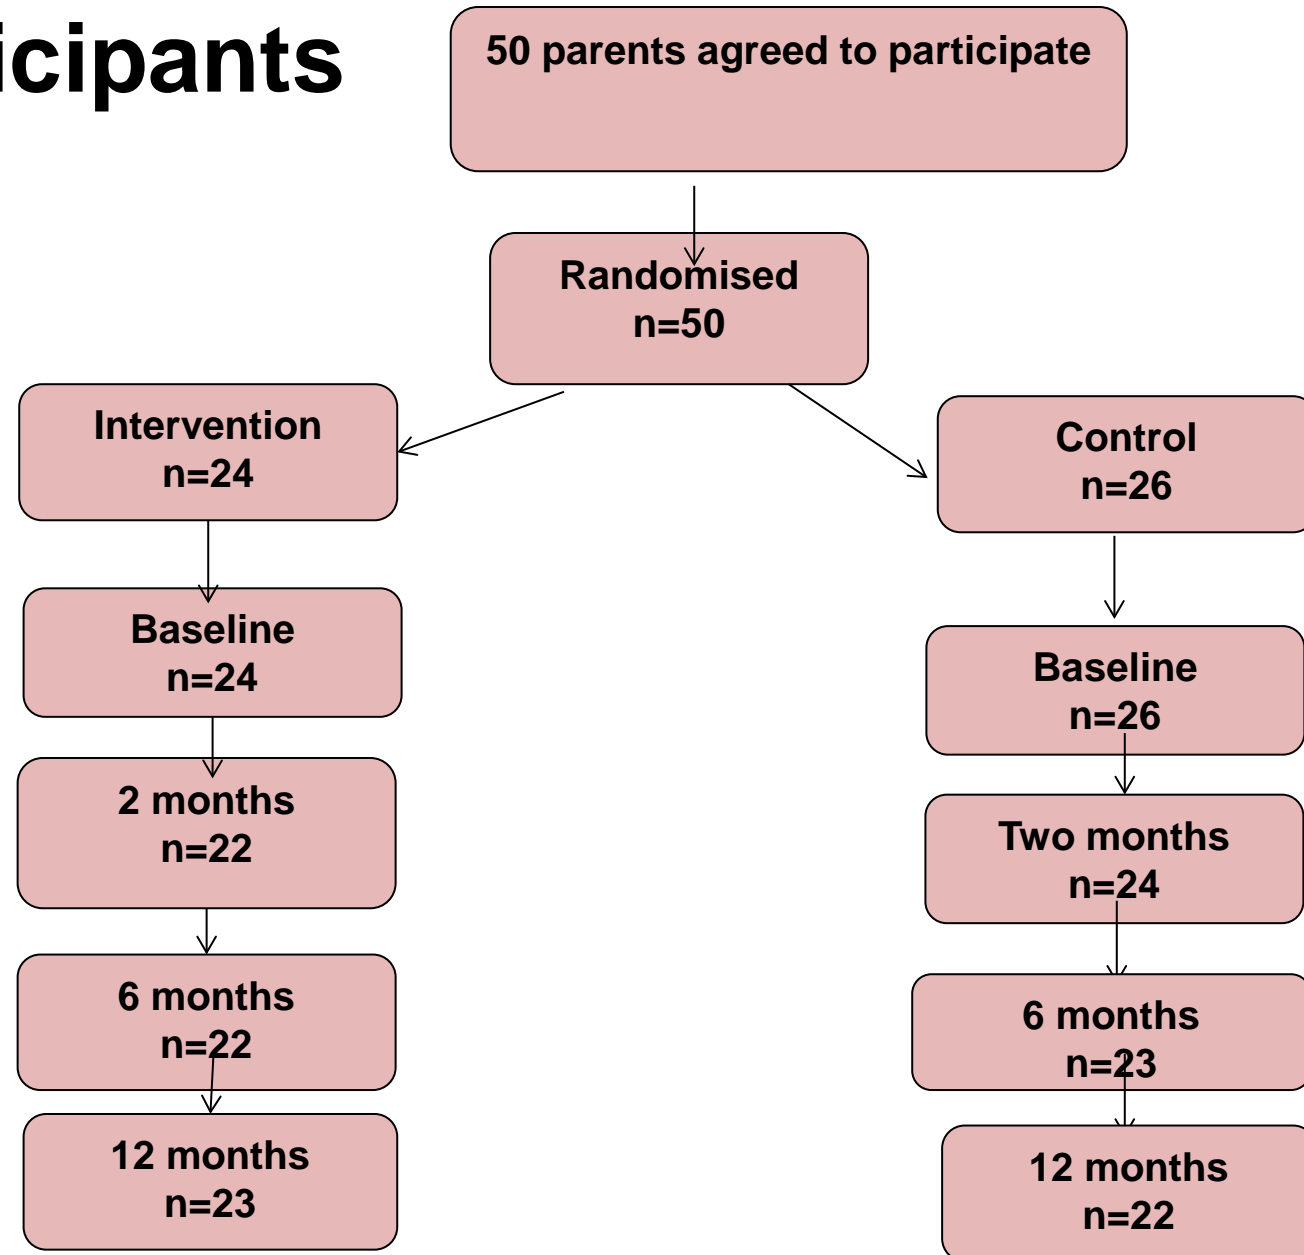 icipants
50 parents agreed to participate
Randomised
n=50
Intervention
n=24
Control
n=26
Baseline
n=24
Baseline
n=26
2 months
n=22
Two months
n=24
6 months
n=22
6 months
n=23
12 months
n=23
12 months
n=22